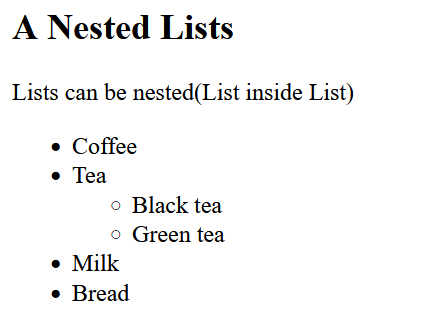 A Nested Lists
Lists can be nested(List inside List)
• Coffee
• Tea
◦ Black tea
◦ Green tea
• Milk
• Bread